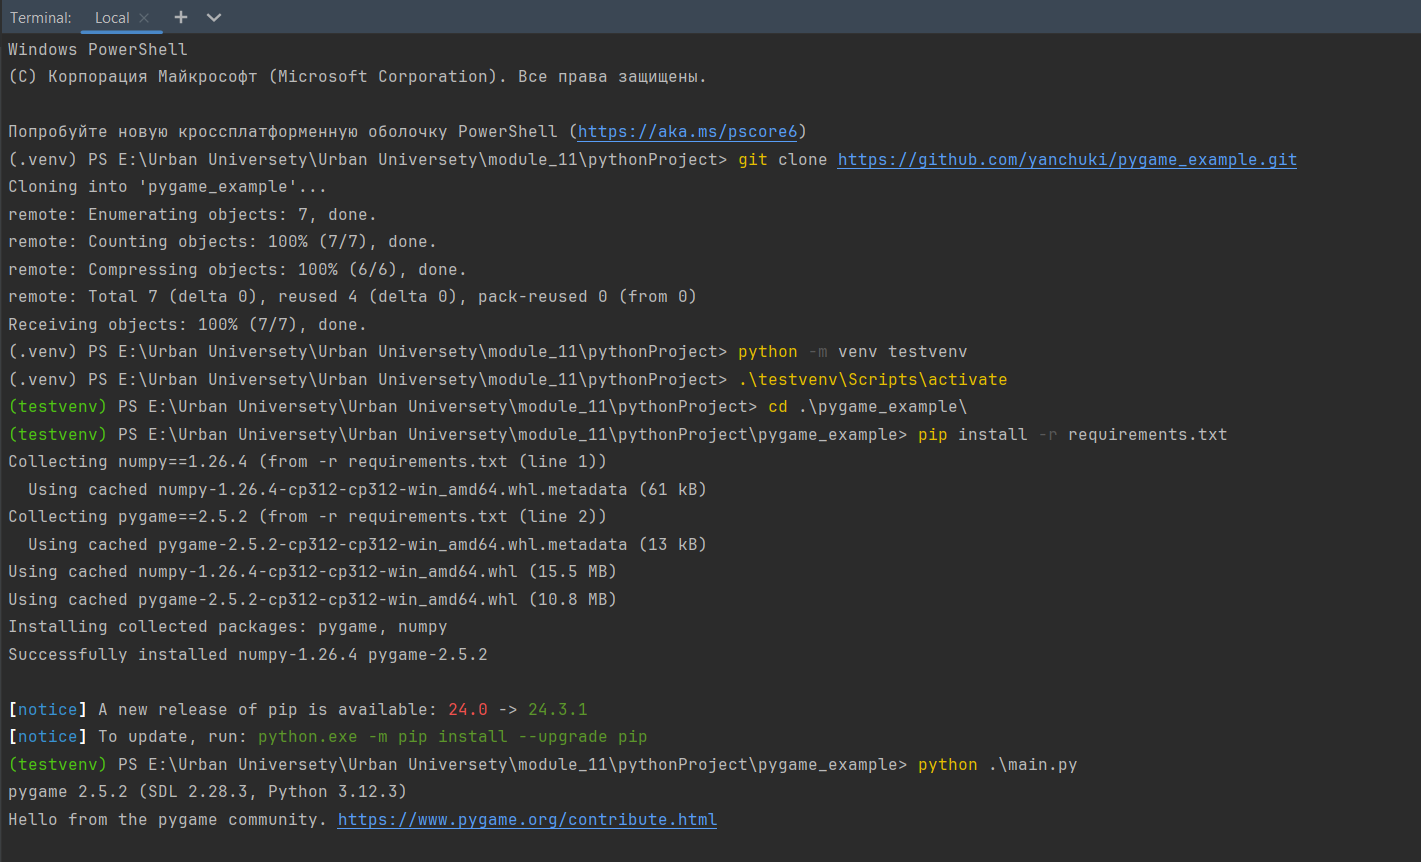 Terminal: Local
Windows PowerShell
(C) Корпорация Майкрософт (Microsoft Corporation). Все права защищены.
Попробуйте новую кроссплатформенную оболочку PowerShell (https://aka.ms/pscore6)
(.venv) PS E:\Urban Universety\Urban Universety\module_11\pythonProject> git clone https://github.com/yanchuki/pygame_example.git
Cloning into 'pygame_example'...
remote: Enumerating objects: 7, done.
remote: Counting objects: 100% (7/7), done.
remote: Compressing objects: 100% (6/6), done.
remote: Total 7 (delta 0), reused 4 (delta 0), pack-reused 0 (from 0)
Receiving objects: 100% (7/7), done.
(.venv) PS E:\Urban Universety\Urban Universety\module_11\pythonProject> python -m venv testvenv
(.venv) PS E:\Urban Universety\Urban Universety\module_11\pythonProject> .\testvenv\Scripts\activate
(testvenv) PS E:\Urban Universety\Urban Universety\module_11\pythonProject> cd .\pygame_example\
(testvenv) PS E:\Urban Universety\Urban Universety\module_11\pythonProject\pygame_example> pip install -r requirements.txt
Collecting numpy==1.26.4 (from -r requirements.txt (line 1))
  Using cached numpy-1.26.4-cp312-cp312-win_amd64.whl.metadata (61 kB)
Collecting pygame==2.5.2 (from -r requirements.txt (line 2))
  Using cached pygame-2.5.2-cp312-cp312-win_amd64.whl.metadata (13 kB)
Using cached numpy-1.26.4-cp312-cp312-win_amd64.whl (15.5 MB)
Using cached pygame-2.5.2-cp312-cp312-win_amd64.whl (10.8 MB)
Installing collected packages: pygame, numpy
Successfully installed numpy-1.26.4 pygame-2.5.2
[notice] A new release of pip is available: 24.0 -> 24.3.1
[notice] To update, run: python.exe -m pip install --upgrade pip
(testvenv) PS E:\Urban Universety\Urban Universety\module_11\pythonProject\pygame_example> python .\main.py
pygame 2.5.2 (SDL 2.28.3, Python 3.12.3)
Hello from the pygame community. https://www.pygame.org/contribute.html